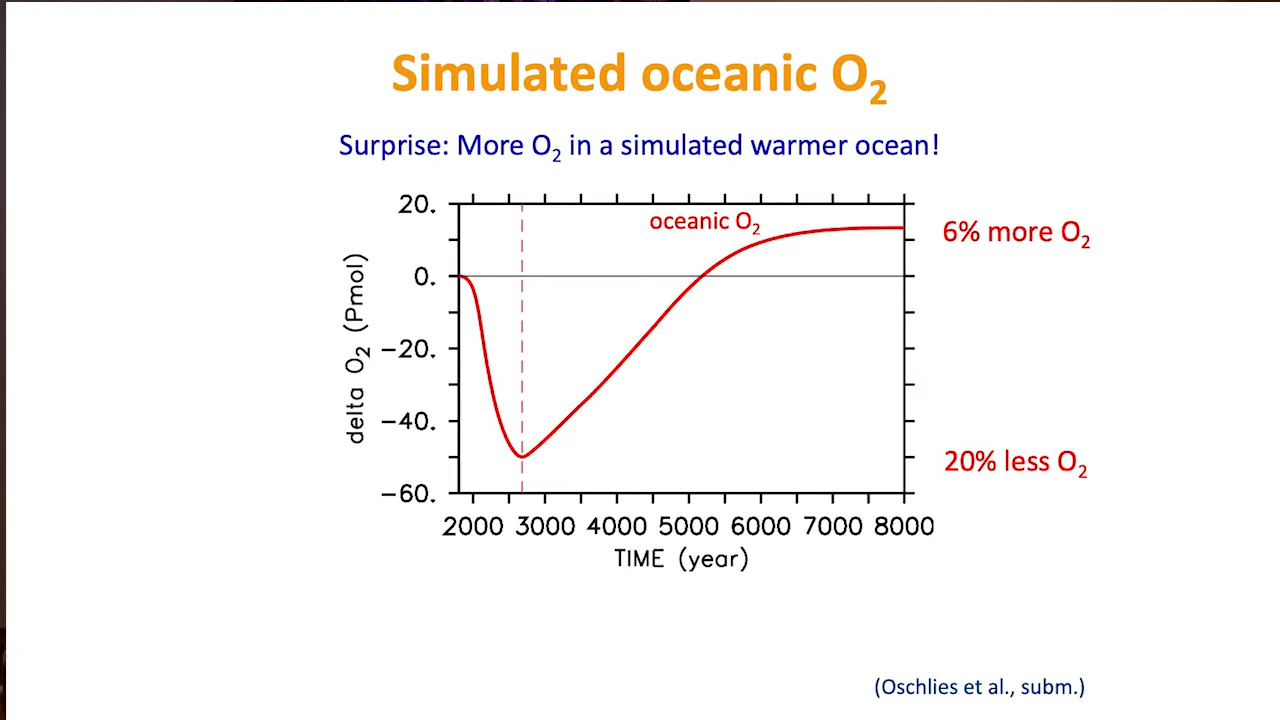 Simulated oceanic O₂
Surprise: More O₂ in a simulated warmer ocean!
20.
0.
−20.
−40.
−60.
delta O₂ (Pmol)
oceanic O₂
6% more O₂
20% less O₂
2000 3000 4000 5000 6000 7000 8000
TIME (year)
(Oschlies et al., subm.)